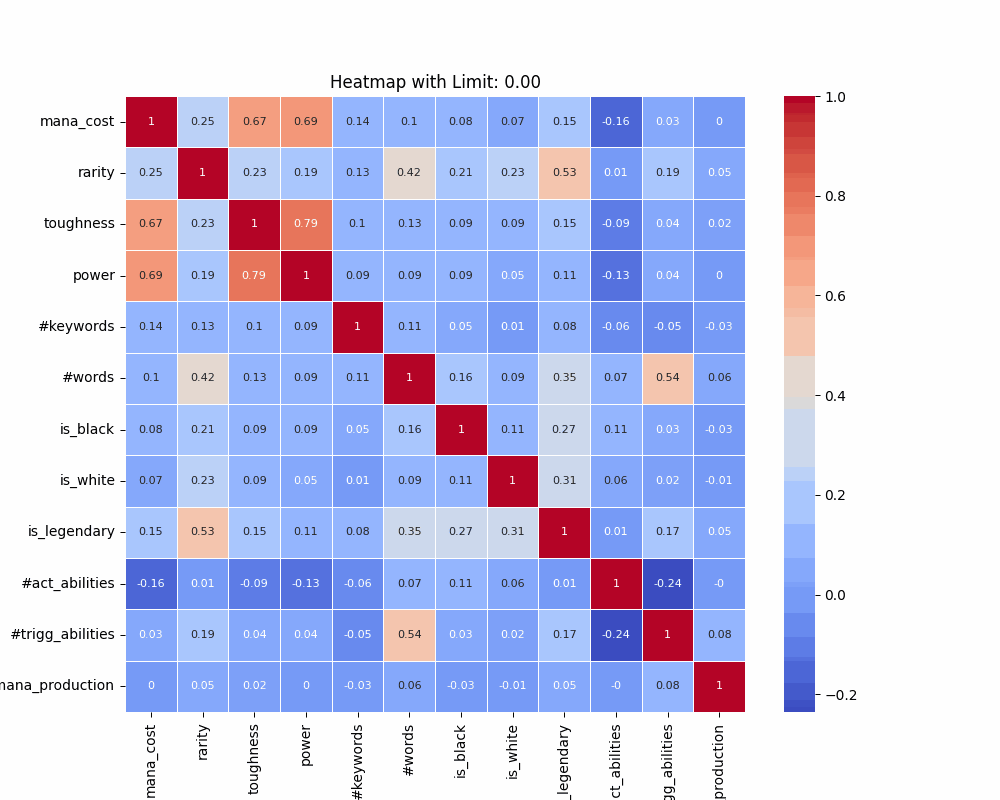 Heatmap with Limit: 0.00
mana_cost 1 0.25 0.67 0.69 0.14 0.1 0.08 0.07 0.15 -0.16 0.03 0
rarity 0.25 1 0.23 0.19 0.13 0.42 0.21 0.23 0.53 0.01 0.19 0.05
toughness 0.67 0.23 1 0.79 0.1 0.13 0.09 0.09 0.15 -0.09 0.04 0.02
power 0.69 0.19 0.79 1 0.09 0.09 0.09 0.05 0.11 -0.13 0.04 0
#keywords 0.14 0.13 0.1 0.09 1 0.11 0.05 0.01 0.08 -0.06 -0.05 -0.03
#words 0.1 0.42 0.13 0.09 0.11 1 0.16 0.09 0.35 0.07 0.54 0.06
is_black 0.08 0.21 0.09 0.09 0.05 0.16 1 0.11 0.27 0.11 0.03 -0.03
is_white 0.07 0.23 0.09 0.05 0.01 0.09 0.11 1 0.31 0.06 0.02 -0.01
is_legendary 0.15 0.53 0.15 0.11 0.08 0.35 0.27 0.31 1 0.01 0.17 0.05
#act_abilities -0.16 0.01 -0.09 -0.13 -0.06 0.07 0.11 0.06 0.01 1 -0.24 -0
#trigg_abilities 0.03 0.19 0.04 0.04 -0.05 0.54 0.03 0.02 0.17 -0.24 1 0.08
mana_production 0 0.05 0.02 0 -0.03 0.06 -0.03 -0.01 0.05 -0 0.08 1
mana_cost
rarity
toughness
power
#keywords
#words
is_black
is_white
_legendary
ct_abilities
gg_abilities
production
1.0
0.8
0.6
0.4
0.2
0.0
−0.2